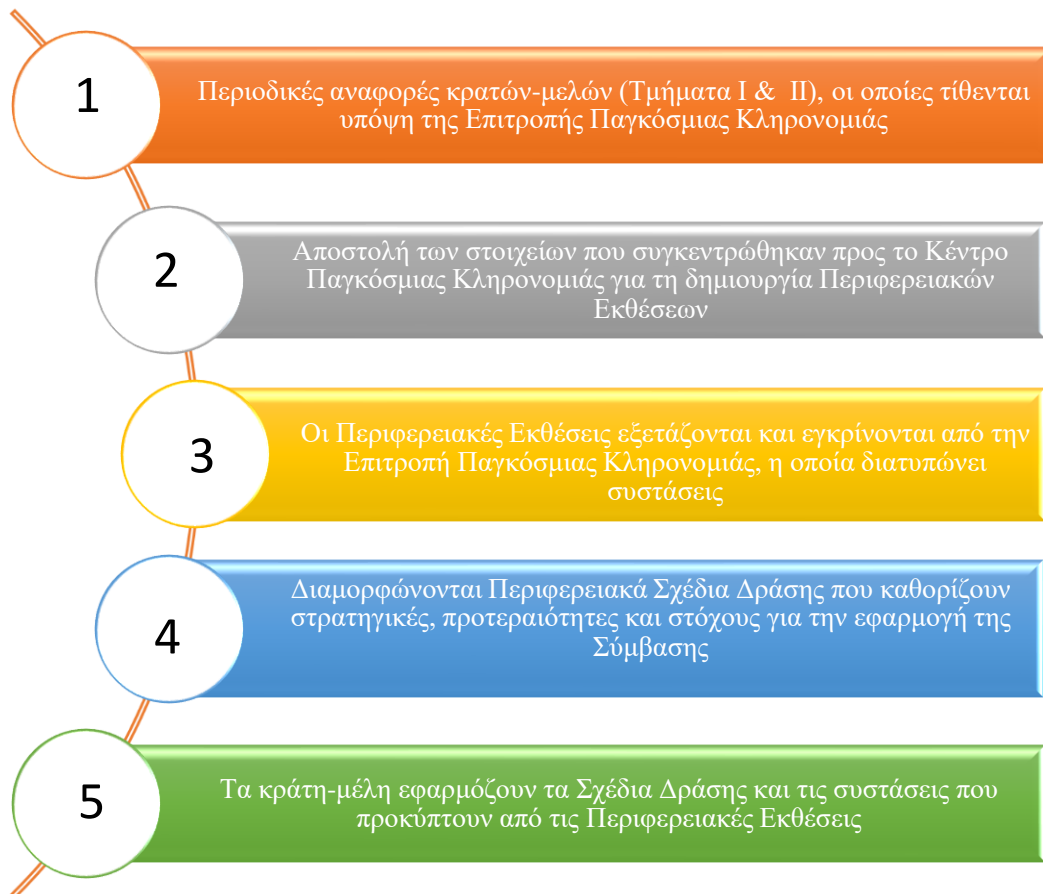 1
Περιοδικές αναφορές κρατών-μελών (Τμήματα I & II), οι οποίες τίθενται
υπόψη της Επιτροπής Παγκόσμιας Κληρονομιάς
2
Αποστολή των στοιχείων που συγκεντρώθηκαν προς το Κέντρο
Παγκόσμιας Κληρονομιάς για τη δημιουργία Περιφερειακών
Εκθέσεων
3
Οι Περιφερειακές Εκθέσεις εξετάζονται και εγκρίνονται από την
Επιτροπή Παγκόσμιας Κληρονομιάς, η οποία διατυπώνει
συστάσεις
4
Διαμορφώνονται Περιφερειακά Σχέδια Δράσης που καθορίζουν
στρατηγικές, προτεραιότητες και στόχους για την εφαρμογή της
Σύμβασης
5
Τα κράτη-μέλη εφαρμόζουν τα Σχέδια Δράσης και τις συστάσεις που
προκύπτουν από τις Περιφερειακές Εκθέσεις